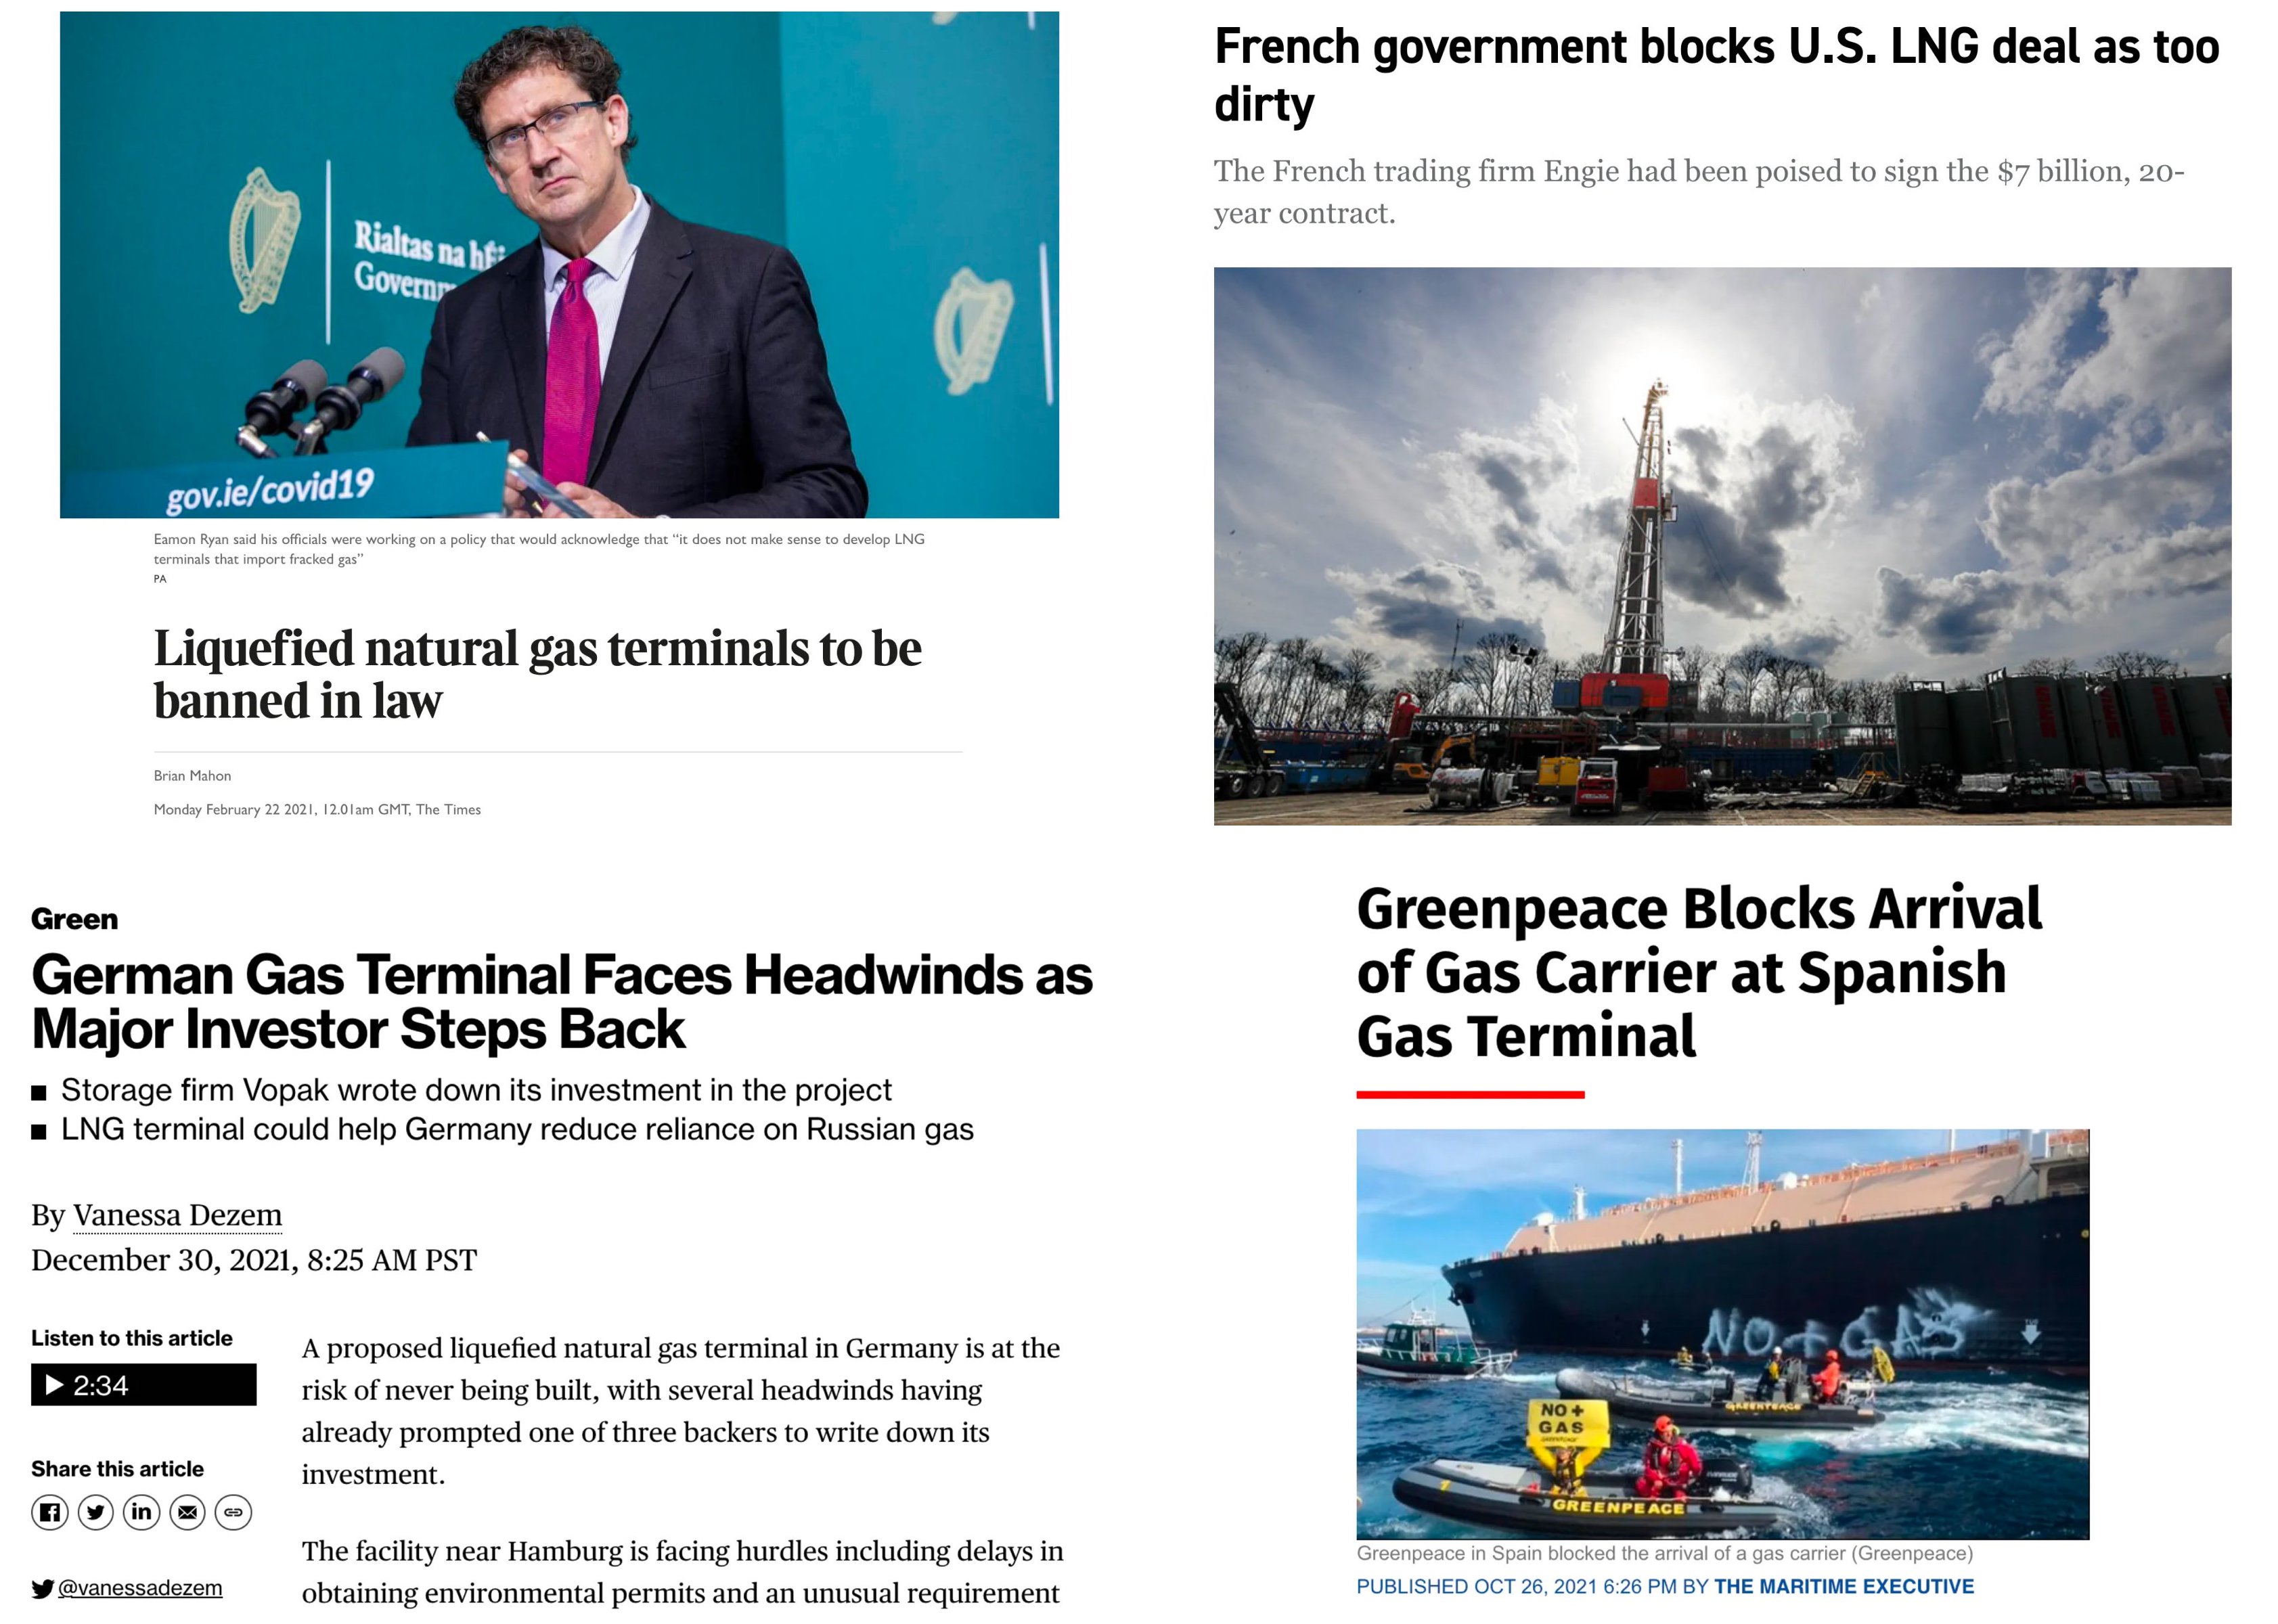 Rialtas na hÉi
Governm
gov.ie/covid19
Eamon Ryan said his officials were working on a policy that would acknowledge that “it does not make sense to develop LNG
terminals that import fracked gas”
PA
Liquefied natural gas terminals to be
banned in law
Brian Mahon
Monday February 22 2021, 12.01am GMT, The Times
French government blocks U.S. LNG deal as too
dirty
The French trading firm Engie had been poised to sign the $7 billion, 20-
year contract.
Green
German Gas Terminal Faces Headwinds as
Major Investor Steps Back
■ Storage firm Vopak wrote down its investment in the project
■ LNG terminal could help Germany reduce reliance on Russian gas
By Vanessa Dezem
December 30, 2021, 8:25 AM PST
Listen to this article
2:34
Share this article
@vanessadezem
A proposed liquefied natural gas terminal in Germany is at the
risk of never being built, with several headwinds having
already prompted one of three backers to write down its
investment.
The facility near Hamburg is facing hurdles including delays in
obtaining environmental permits and an unusual requirement
Greenpeace Blocks Arrival
of Gas Carrier at Spanish
Gas Terminal
NO+GAS
GREENPEACE
NO +
GAS
GREENPEACE
GREENPEACE
Greenpeace in Spain blocked the arrival of a gas carrier (Greenpeace)
PUBLISHED OCT 26, 2021 6:26 PM BY THE MARITIME EXECUTIVE